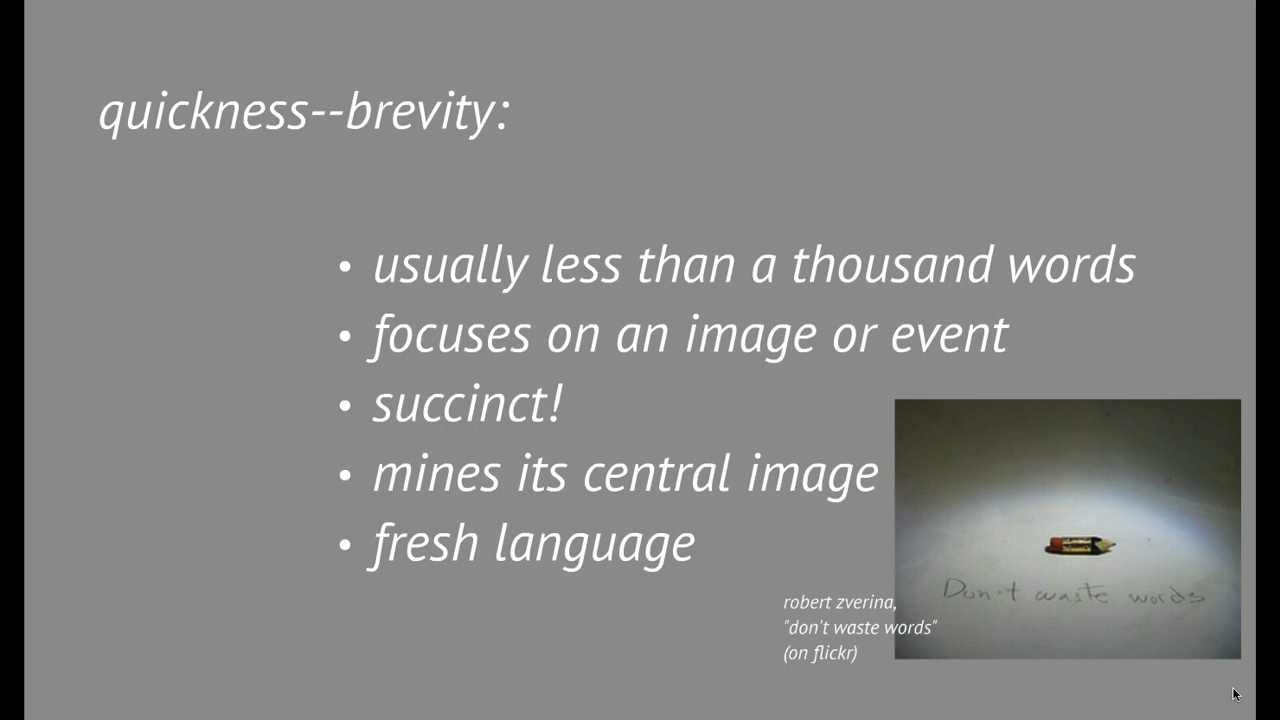 quickness--brevity:
• usually less than a thousand words
• focuses on an image or event
• succinct!
• mines its central image
• fresh language
Don't waste words
robert zverina,
"don't waste words"
(on flickr)